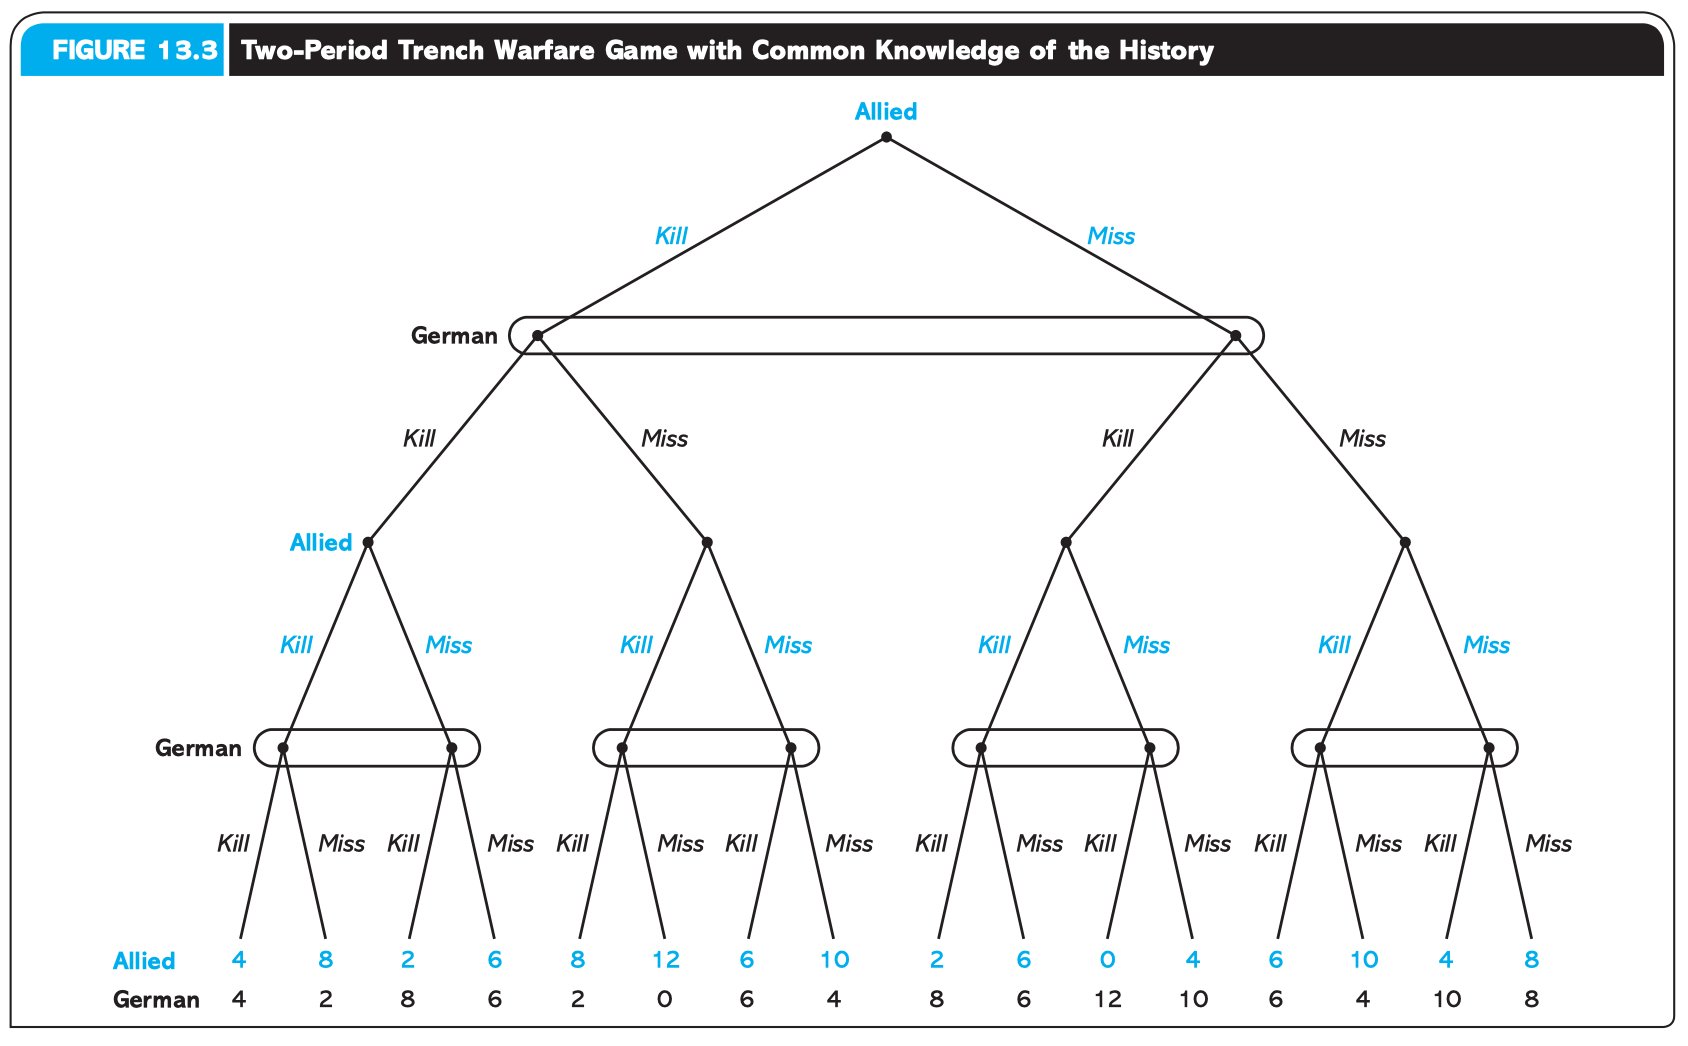 FIGURE 13.3 Two-Period Trench Warfare Game with Common Knowledge of the History
Allied
Kill Miss
German
Kill Miss Kill Miss
Allied
Kill Miss Kill Miss Kill Miss Kill Miss
German
Kill Miss Kill Miss Kill Miss Kill Miss Kill Miss Kill Miss Kill Miss Kill Miss
Allied 4 8 2 6 8 12 6 10 2 6 0 4 6 10 4 8
German 4 2 8 6 2 0 6 4 8 6 12 10 6 4 10 8